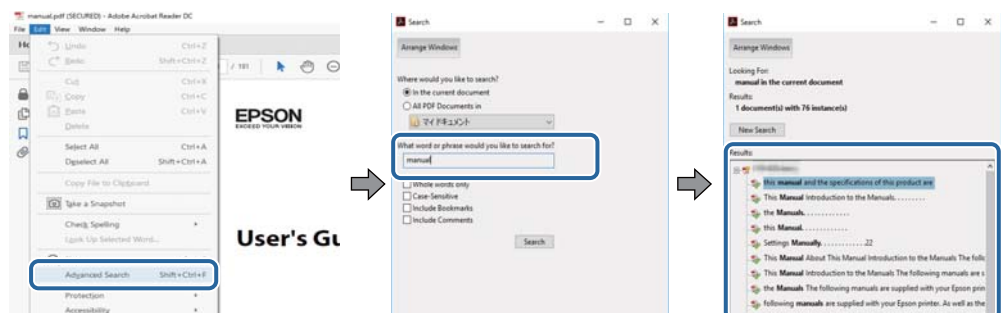 manual.pdf (SECURED) - Adobe Acrobat Reader DC
File Edit View Window Help
Undo Ctrl+Z
Redo Shift+Ctrl+Z
Cut Ctrl+X
Copy Ctrl+C
Paste Ctrl+V
Delete
Select All Ctrl+A
Deselect All Shift+Ctrl+A
Copy File to Clipboard
Take a Snapshot
Check Spelling
Look Up Selected Word...
Advanced Search Shift+Ctrl+F
Protection
Accessibility
/ 181
EPSON
EXCEED YOUR VISION
User's Gu
Search
Arrange Windows
Where would you like to search?
In the current document
All PDF Documents in
マイ ドキュメント
What word or phrase would you like to search for?
manual
Whole words only
Case-Sensitive
Include Bookmarks
Include Comments
Search
Search
Arrange Windows
Looking For:
manual in the current document
Results:
1 document(s) with 76 instance(s)
New Search
Results:
this manual and the specifications of this product are
This Manual Introduction to the Manuals. . . . . . . . .
the Manuals. . . . . . . . . . . . .
this Manual. . . . . . . . . . . . .
Settings Manually. . . . . . . . . . . . 22
This Manual About This Manual Introduction to the Manuals The follo
This Manual Introduction to the Manuals The following manuals are s
the Manuals The following manuals are supplied with your Epson prin
following manuals are supplied with your Epson printer. As well as the